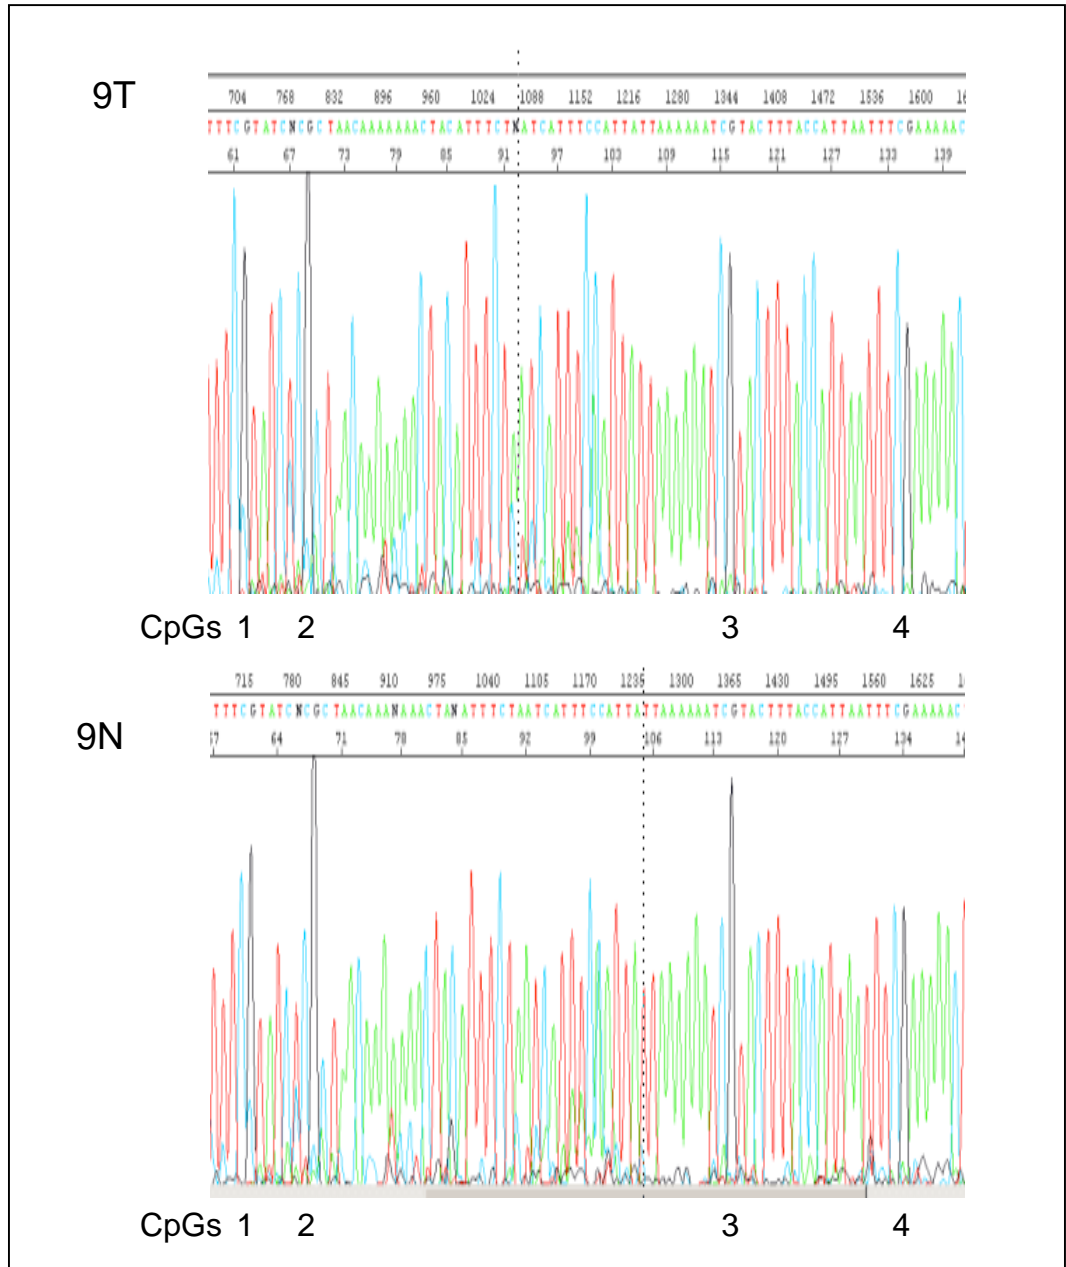 9T
704 768 832 896 960 1024 1088 1152 1216 1280 1344 1408 1472 1536 1600
TTTCGTATCNCGCTAACAAAAAAACTACATTTCTNATCATTTCCATTATTAAAAAATCGTACTTTACCATTAATTTCGAAAAAC
61 67 73 79 85 91 97 103 109 115 121 127 133 139
CpGs 1 2 3 4
9N
715 780 845 910 975 1040 1105 1170 1235 1300 1365 1430 1495 1560 1625
TTTCGTATCNCGCTAACAAANAAACTANATTTCTAATCATTTCCATTATTAAAAAATCGTACTTTACCATTAATTTCGAAAAAC
64 71 78 85 92 99 106 113 120 127 134
CpGs 1 2 3 4